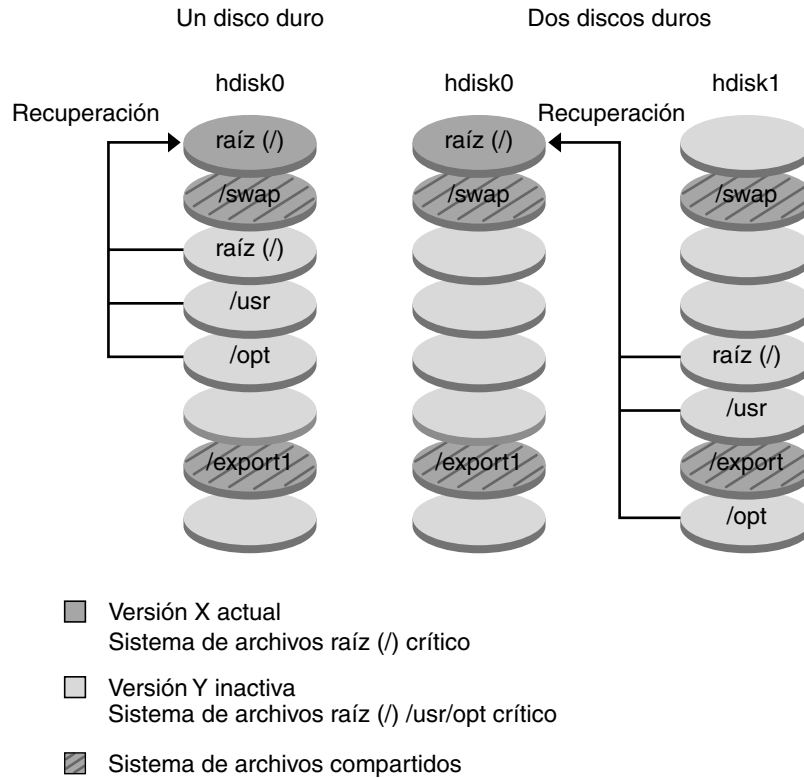 Un disco duro
Dos discos duros
hdisk0
hdisk0
hdisk1
Recuperación
Recuperación
raíz (/)
/swap
raíz (/)
/usr
/opt
/export1
raíz (/)
/swap
/export1
/swap
raíz (/)
/usr
/export
/opt
Versión X actual
Sistema de archivos raíz (/) crítico
Versión Y inactiva
Sistema de archivos raíz (/) /usr/opt crítico
Sistema de archivos compartidos